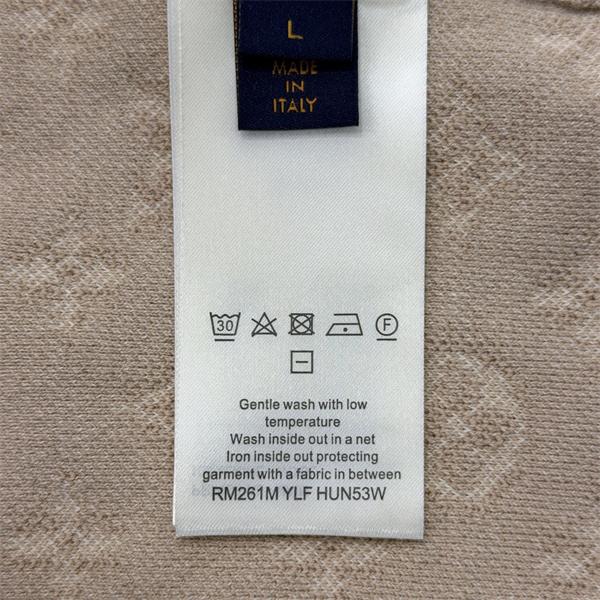 L
MADE
IN
ITALY
30 F
Gentle wash with low
temperature
Wash inside out in a net
Iron inside out protecting
garment with a fabric in between
RM261M YLF HUN53W